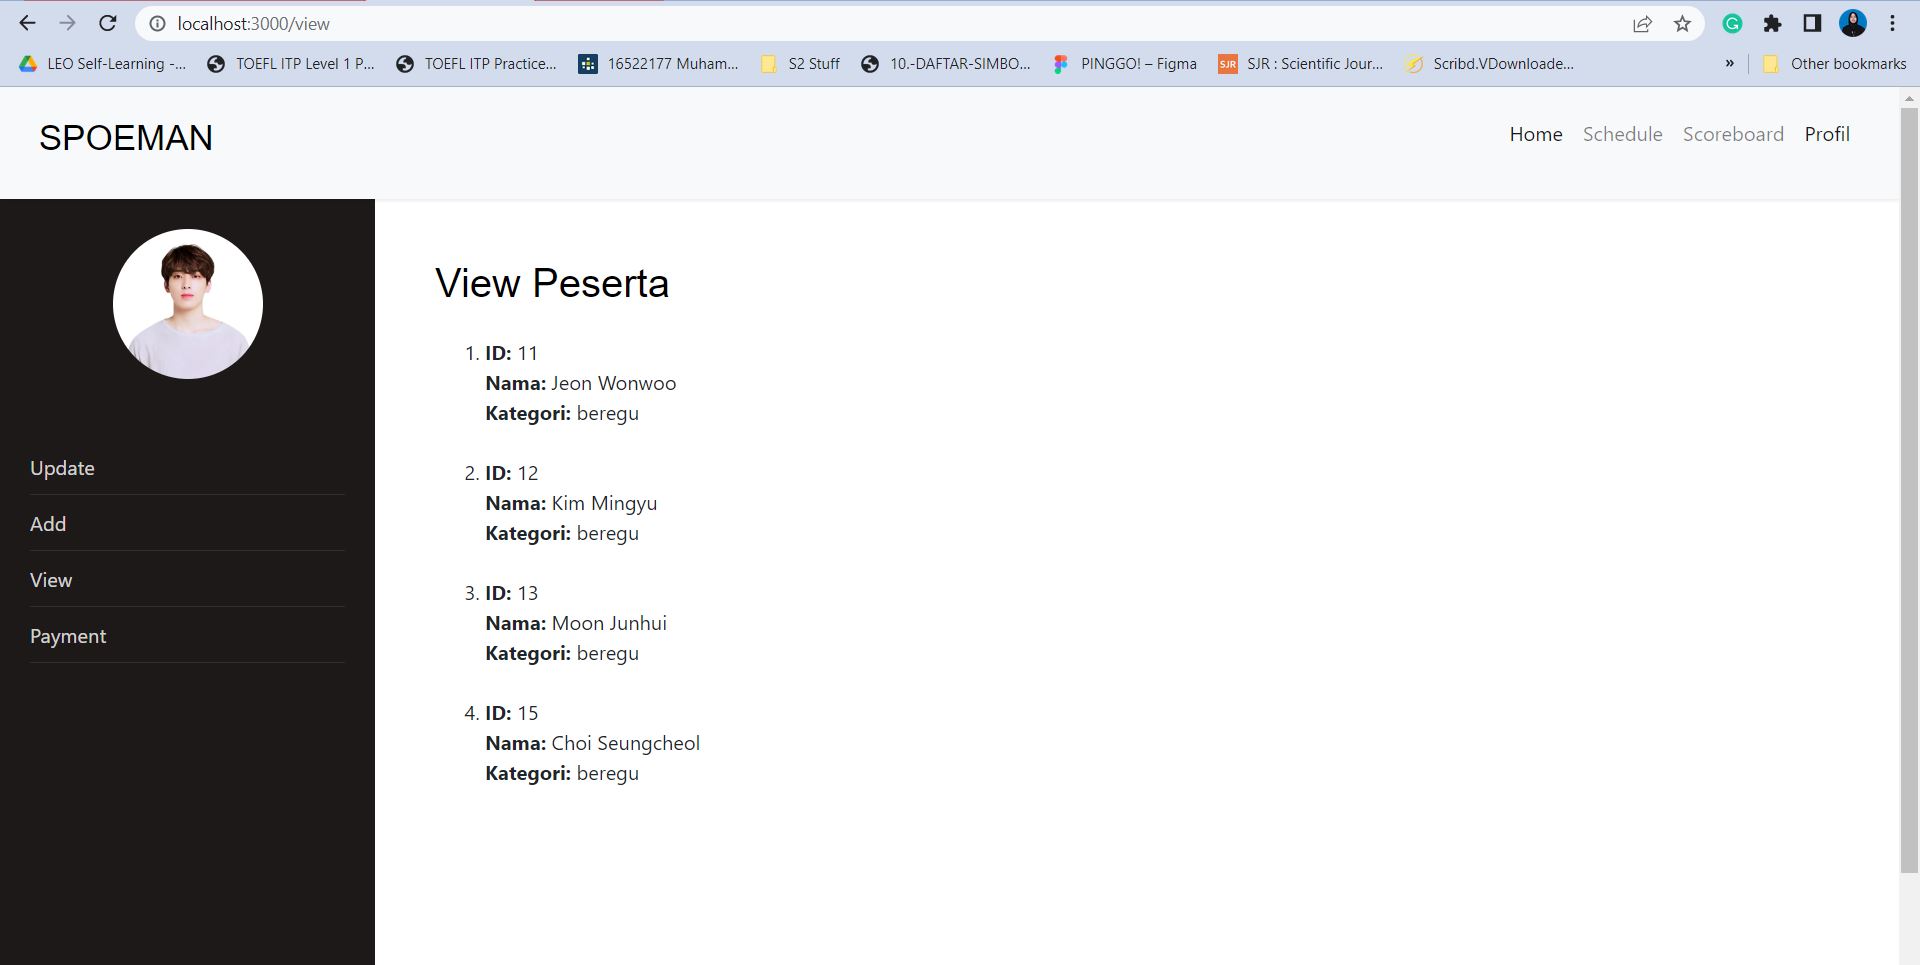 localhost:3000/view
LEO Self-Learning -...
TOEFL ITP Level 1 P...
TOEFL ITP Practice...
16522177 Muham...
S2 Stuff
10.-DAFTAR-SIMBO...
PINGGO! – Figma
SJR
SJR : Scientific Jour...
Scribd.VDownloade...
»
Other bookmarks
SPOEMAN
Home Schedule Scoreboard Profil
Update
Add
View
Payment
View Peserta
1. ID: 11
Nama: Jeon Wonwoo
Kategori: beregu
2. ID: 12
Nama: Kim Mingyu
Kategori: beregu
3. ID: 13
Nama: Moon Junhui
Kategori: beregu
4. ID: 15
Nama: Choi Seungcheol
Kategori: beregu